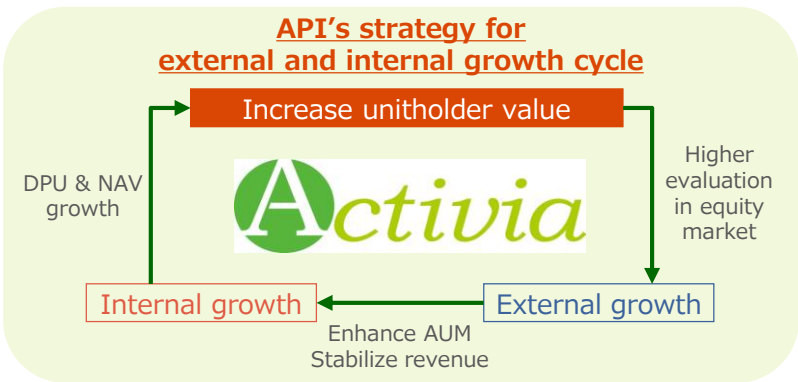 API’s strategy for
external and internal growth cycle
Increase unitholder value
DPU & NAV
growth
Activia
Higher
evaluation
in equity
market
Internal growth
External growth
Enhance AUM
Stabilize revenue